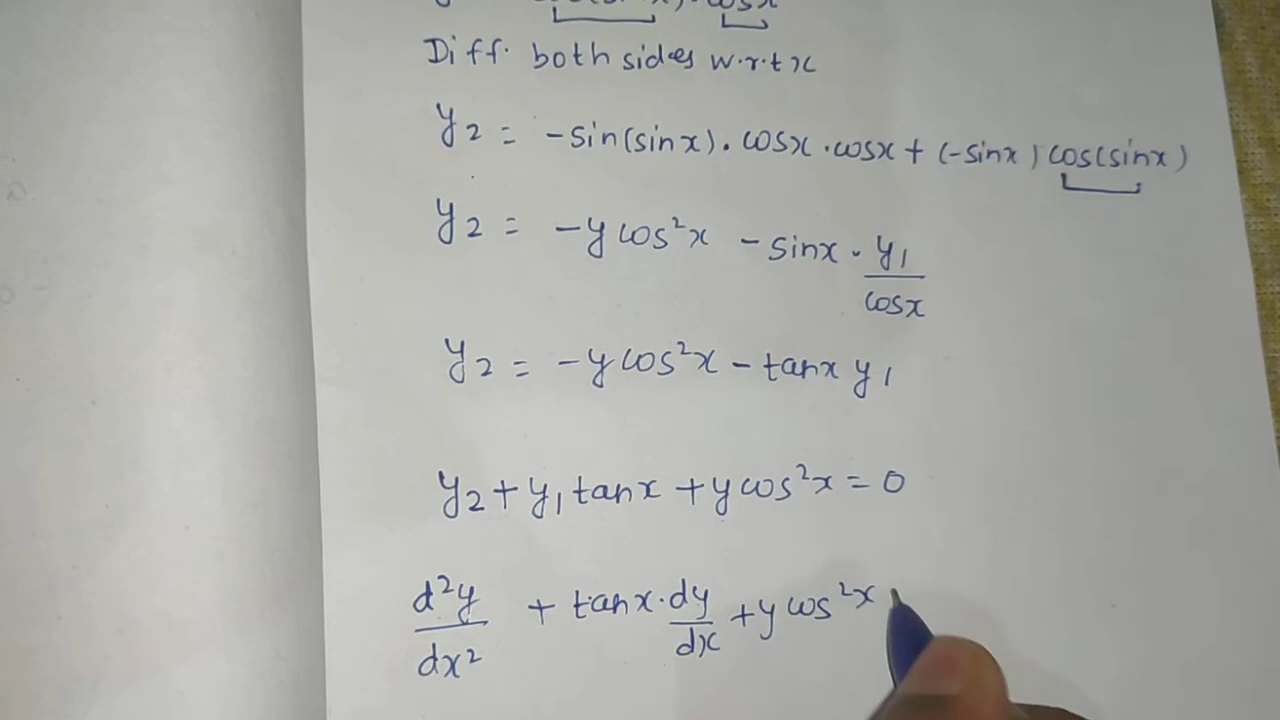 Diff. both sides w.r.t x
y2 = -sin(sinx). cosx .cosx + (-sinx) cos(sinx)
y2 = -y cos²x - sinx . y1/cosx
y2 = -y cos²x - tanx y1
y2 + y1 tanx + y cos²x = 0
d²y/dx² + tanx. dy/dx + y cos²x